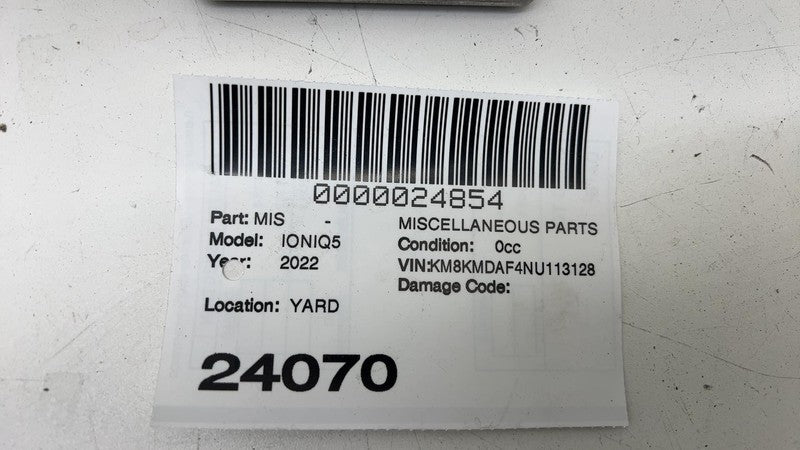 0000024854
Part: MIS - MISCELLANEOUS PARTS
Model: IONIQ5 Condition: 0cc
Year: 2022 VIN:KM8KMDAF4NU113128
Damage Code:
Location: YARD
24070